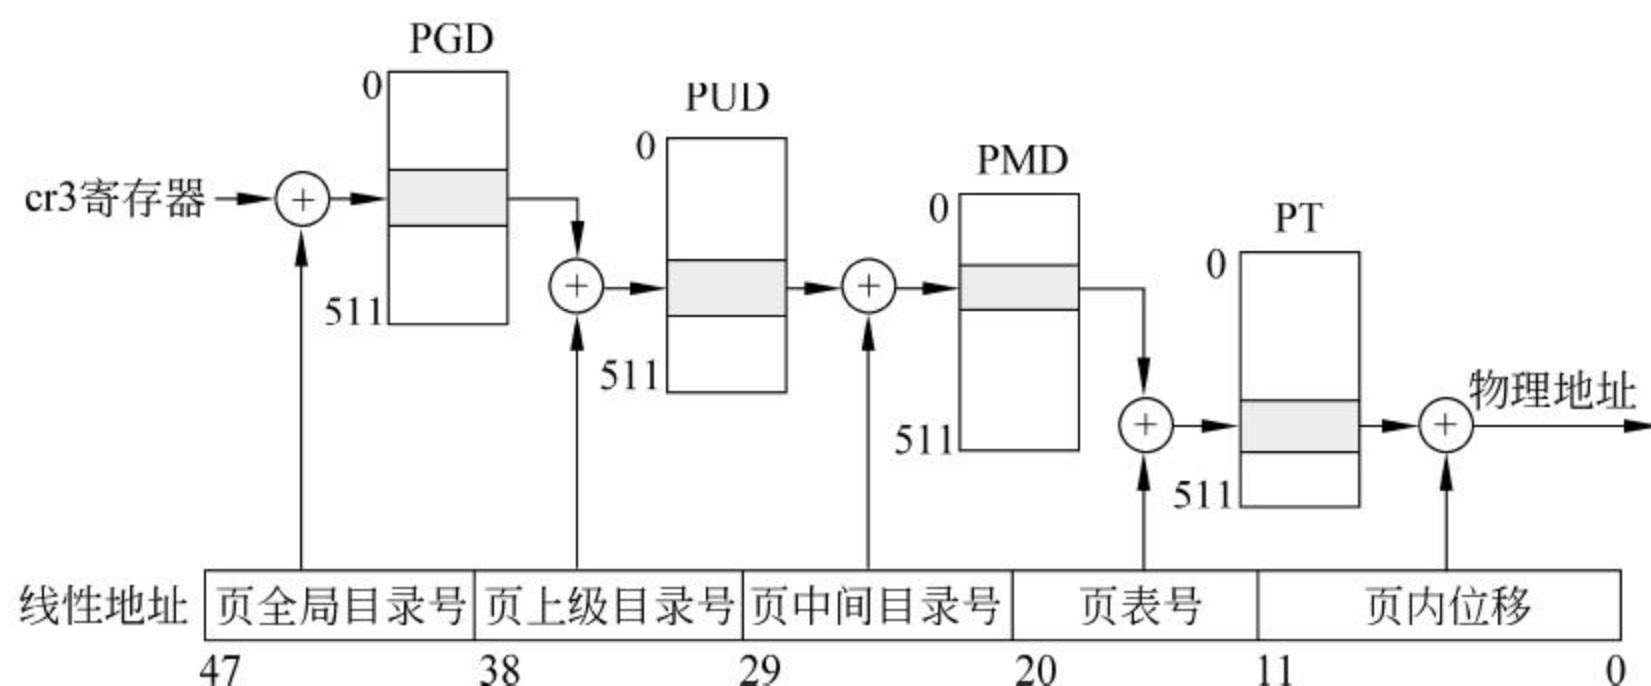 PGD
0
PUD
0
PMD
cr3寄存器
0
PT
0
511
511
物理地址
511
511
线性地址 页全局目录号 页上级目录号 页中间目录号 页表号 页内位移
47 38 29 20 11 0